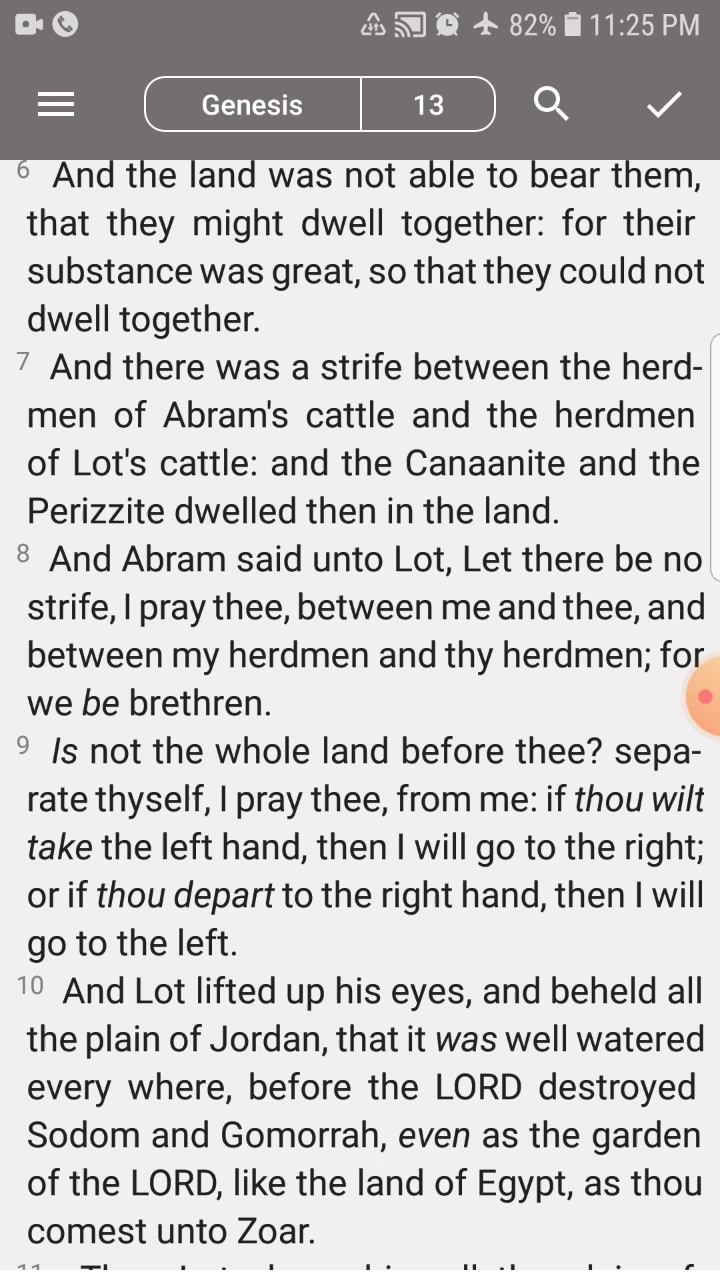 82% 11:25 PM
Genesis 13
6 And the land was not able to bear them,
that they might dwell together: for their
substance was great, so that they could not
dwell together.
7 And there was a strife between the herd-
men of Abram's cattle and the herdmen
of Lot's cattle: and the Canaanite and the
Perizzite dwelled then in the land.
8 And Abram said unto Lot, Let there be no
strife, I pray thee, between me and thee, and
between my herdmen and thy herdmen; for
we be brethren.
9 Is not the whole land before thee? sepa-
rate thyself, I pray thee, from me: if thou wilt
take the left hand, then I will go to the right;
or if thou depart to the right hand, then I will
go to the left.
10 And Lot lifted up his eyes, and beheld all
the plain of Jordan, that it was well watered
every where, before the LORD destroyed
Sodom and Gomorrah, even as the garden
of the LORD, like the land of Egypt, as thou
comest unto Zoar.